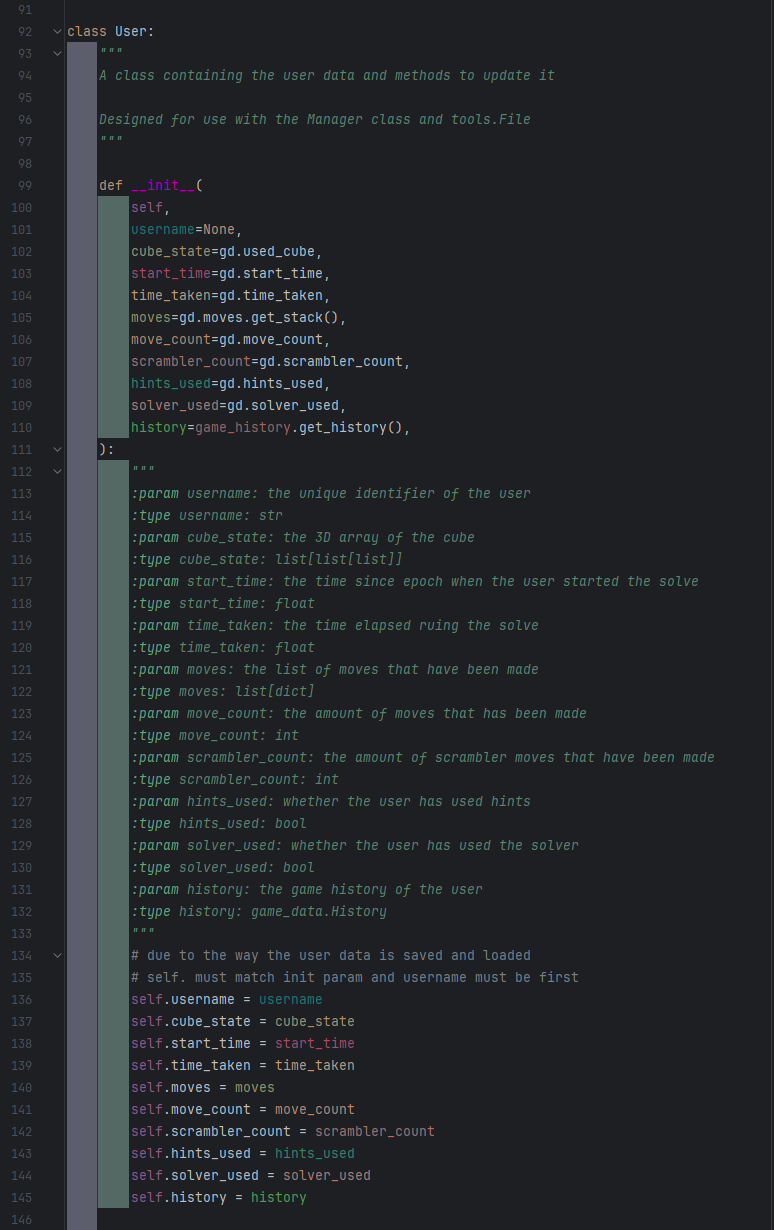 91
92 class User:
93 """
94 A class containing the user data and methods to update it
95
96 Designed for use with the Manager class and tools.File
97 """
98
99 def __init__(
100 self,
101 username=None,
102 cube_state=gd.used_cube,
103 start_time=gd.start_time,
104 time_taken=gd.time_taken,
105 moves=gd.moves.get_stack(),
106 move_count=gd.move_count,
107 scrambler_count=gd.scrambler_count,
108 hints_used=gd.hints_used,
109 solver_used=gd.solver_used,
110 history=game_history.get_history(),
111 ):
112 """
113 :param username: the unique identifier of the user
114 :type username: str
115 :param cube_state: the 3D array of the cube
116 :type cube_state: list[list[list]]
117 :param start_time: the time since epoch when the user started the solve
118 :type start_time: float
119 :param time_taken: the time elapsed ruing the solve
120 :type time_taken: float
121 :param moves: the list of moves that have been made
122 :type moves: list[dict]
123 :param move_count: the amount of moves that has been made
124 :type move_count: int
125 :param scrambler_count: the amount of scrambler moves that have been made
126 :type scrambler_count: int
127 :param hints_used: whether the user has used hints
128 :type hints_used: bool
129 :param solver_used: whether the user has used the solver
130 :type solver_used: bool
131 :param history: the game history of the user
132 :type history: game_data.History
133 """
134 # due to the way the user data is saved and loaded
135 # self. must match init param and username must be first
136 self.username = username
137 self.cube_state = cube_state
138 self.start_time = start_time
139 self.time_taken = time_taken
140 self.moves = moves
141 self.move_count = move_count
142 self.scrambler_count = scrambler_count
143 self.hints_used = hints_used
144 self.solver_used = solver_used
145 self.history = history
146